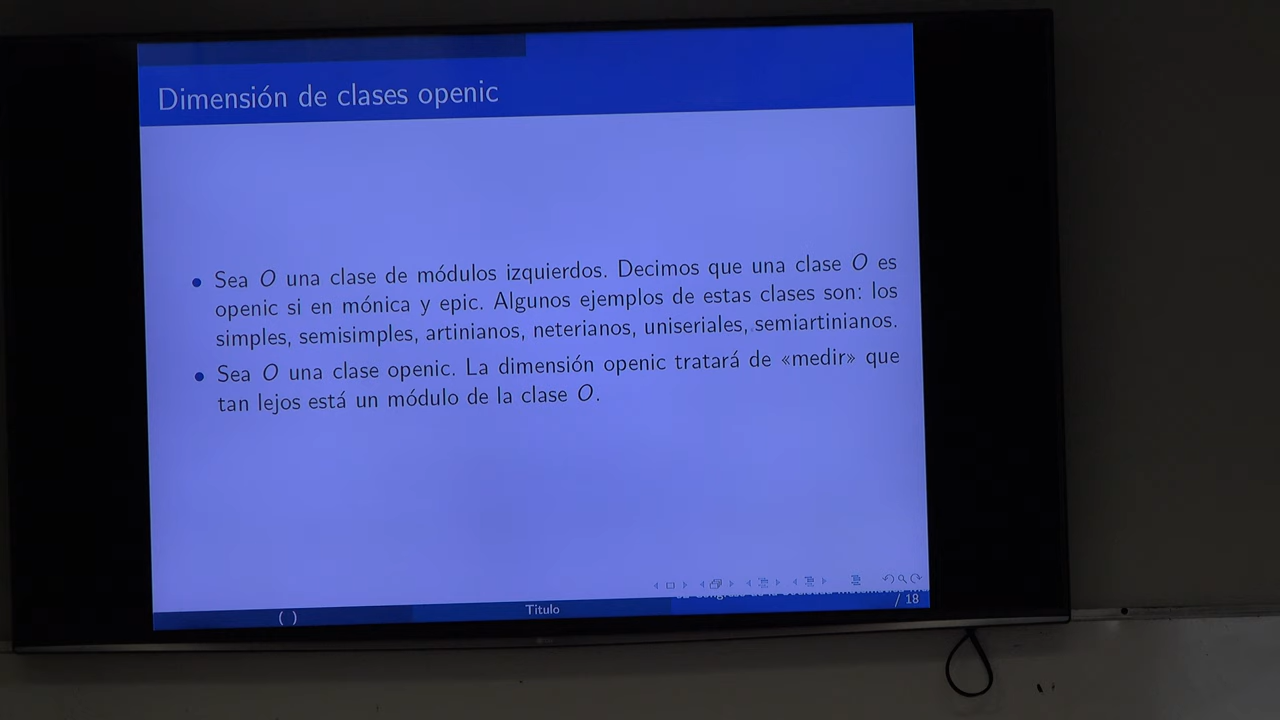 Dimensión de clases openic
Sea O una clase de módulos izquierdos. Decimos que una clase O es
openic si en mónica y epic. Algunos ejemplos de estas clases son: los
simples, semisimples, artinianos, neterianos, uniseriales, semiartinianos.
Sea O una clase openic. La dimensión openic tratará de «medir» que
tan lejos está un módulo de la clase O.
( )
Titulo
/ 18